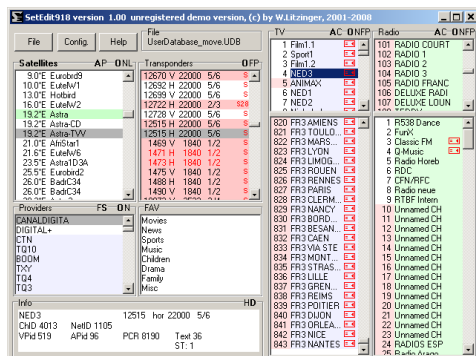 SetEdit918 version 1.00 unregistered demo version, (c) by W.Litzinger, 2001-2008
File
Config.
Help
File
UserDatabase_move.UDB
Satellites AP ON
9.0°E Eurobrd9
10.0°E EutelW1
13.0°E Hotbird
16.0°E EutelW2
19.2°E Astra
19.2°E Astra-CD
19.2°E Astra-TVV
21.0°E AfriStar1
21.6°E EutelW6
23.5°E Astra1D3A
25.5°E Eurobird2
26.0°E BadrC34
26.0°E BadrC34
Transponders OFP
12670 V 22000 5/6 S
12692 H 22000 5/6 S
12699 V 22000 5/6 S
12722 H 22000 2/3 S28
12728 V 22000 5/6 S
12515 H 22000 5/6 S
12515 H 22000 5/6 S
1469 V 1840 1/2 S
1471 H 1840 1/2 S
1473 H 1840 1/2 S
1475 V 1840 1/2 S
1488 H 1840 1/2 S
1490 V 1840 1/2 S
Providers FS ON
CANALDIGITA
DIGITAL+
CTN
TQ10
BOOM
TXY
TQ4
TQ3
FAV
Movies
News
Sports
Music
Children
Drama
Family
Misc
Info HD
NED3 12515 hor 22000 5/6
CNID 4013 NetID 1105
VPid 519 APid 96 PCR 8190 Text 36
ST: 1
TV AC ONFP
1 Film1.1
2 Sport1
3 Film1.2
4 NED3
5 ANIMAX
6 NED1
7 NED2
820 FR3 AMIENS
821 FR3 TOULO...
822 FR3 MARS...
823 FR3 LYON
824 FR3 LIMOG...
825 FR3 ROUEN
826 FR3 RENNES
827 FR3 PARIS
828 FR3 CLERM...
829 FR3 NANCY
830 FR3 BORD...
831 FR3 BESAN...
832 FR3 CAEN
833 FR3 VIA STE
834 FR3 MONT...
835 FR3 STRAS...
836 FR3 LILLE
837 FR3 GREN...
838 FR3 REIMS
839 FR3 POITIER
840 FR3 DIJON
841 FR3 ORLEA...
842 FR3 NICE
843 FR3 NANTES
Radio AC ONFP
101 RADIO COURT
102 RADIO 1
103 RADIO 2
104 RADIO 3
105 RADIO FRANC
106 DELUXE RADI
107 DELUXE LOUN
1 R538 Dance
2 FunX
3 Classic FM
4 Q-Music
5 Radio Horeb
6 RDC
7 CFN/RFC
8 Radio neue
9 RTBF Intern
10 Unnamed CH
11 Unnamed CH
12 Unnamed CH
13 Unnamed CH
14 Unnamed CH
15 Unnamed CH
16 Unnamed CH
17 Unnamed CH
18 Unnamed CH
19 Unnamed CH
20 Unnamed CH
21 Unnamed CH
22 Unnamed CH
23 Unnamed CH
24 RADIOS ESP
25 Radio Arago